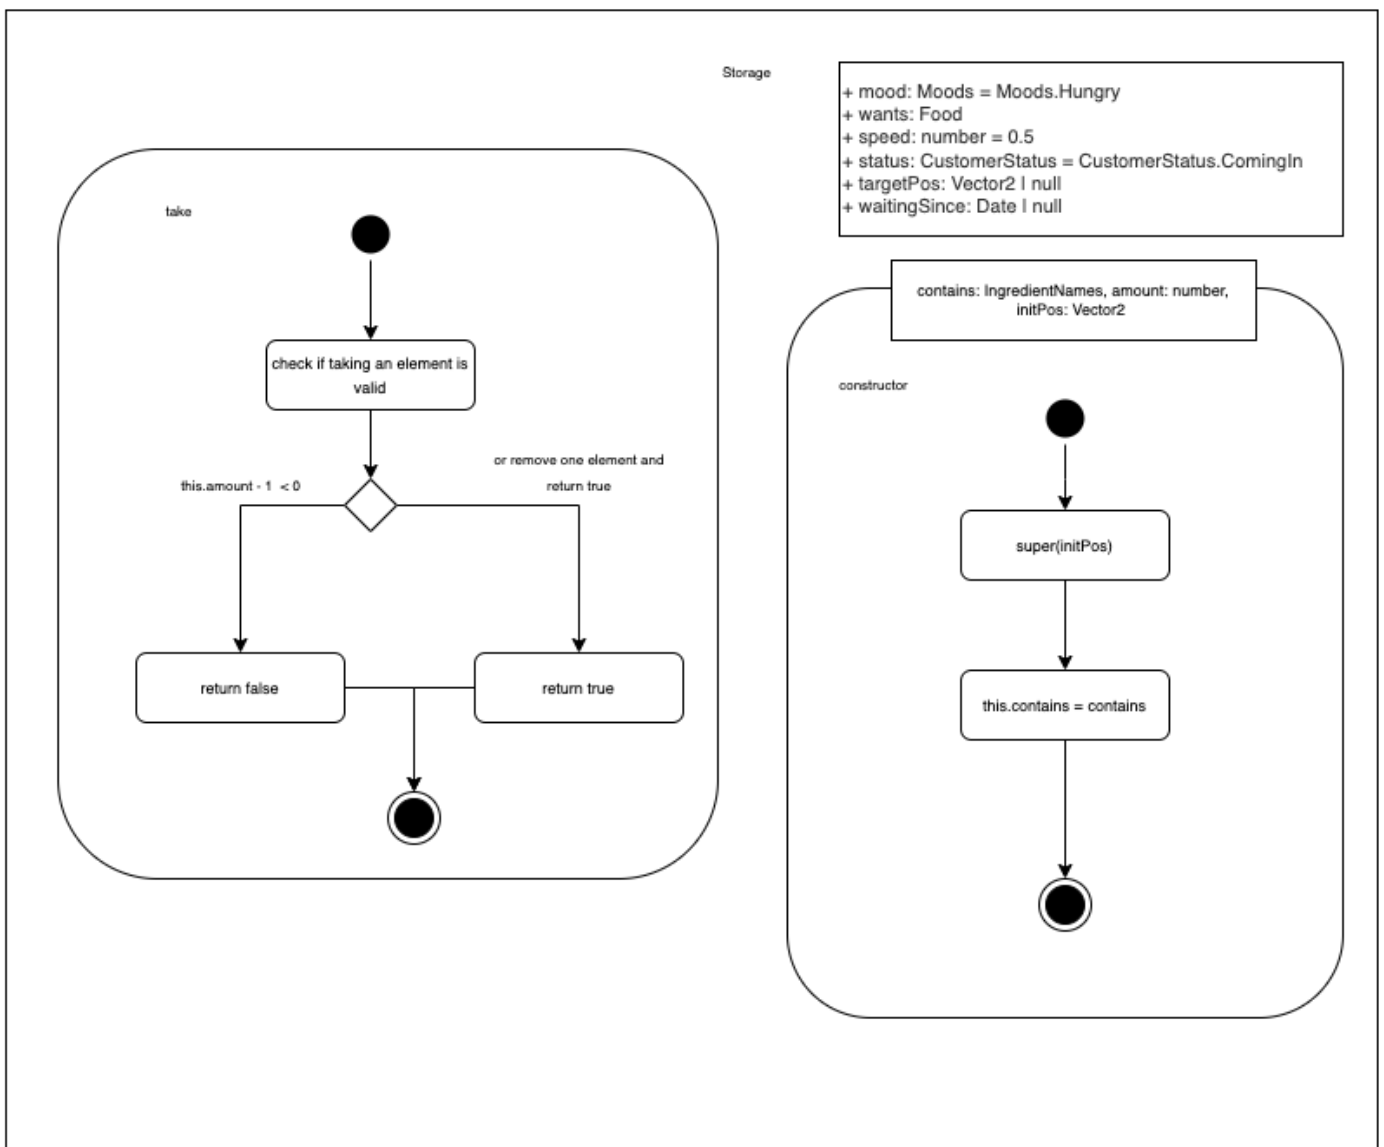 Storage
+ mood: Moods = Moods.Hungry
+ wants: Food
+ speed: number = 0.5
+ status: CustomerStatus = CustomerStatus.ComingIn
+ targetPos: Vector2 | null
+ waitingSince: Date | null
take
check if taking an element is
valid
this.amount - 1 < 0
or remove one element and
return true
return false
return true
contains: IngredientNames, amount: number,
initPos: Vector2
constructor
super(initPos)
this.contains = contains